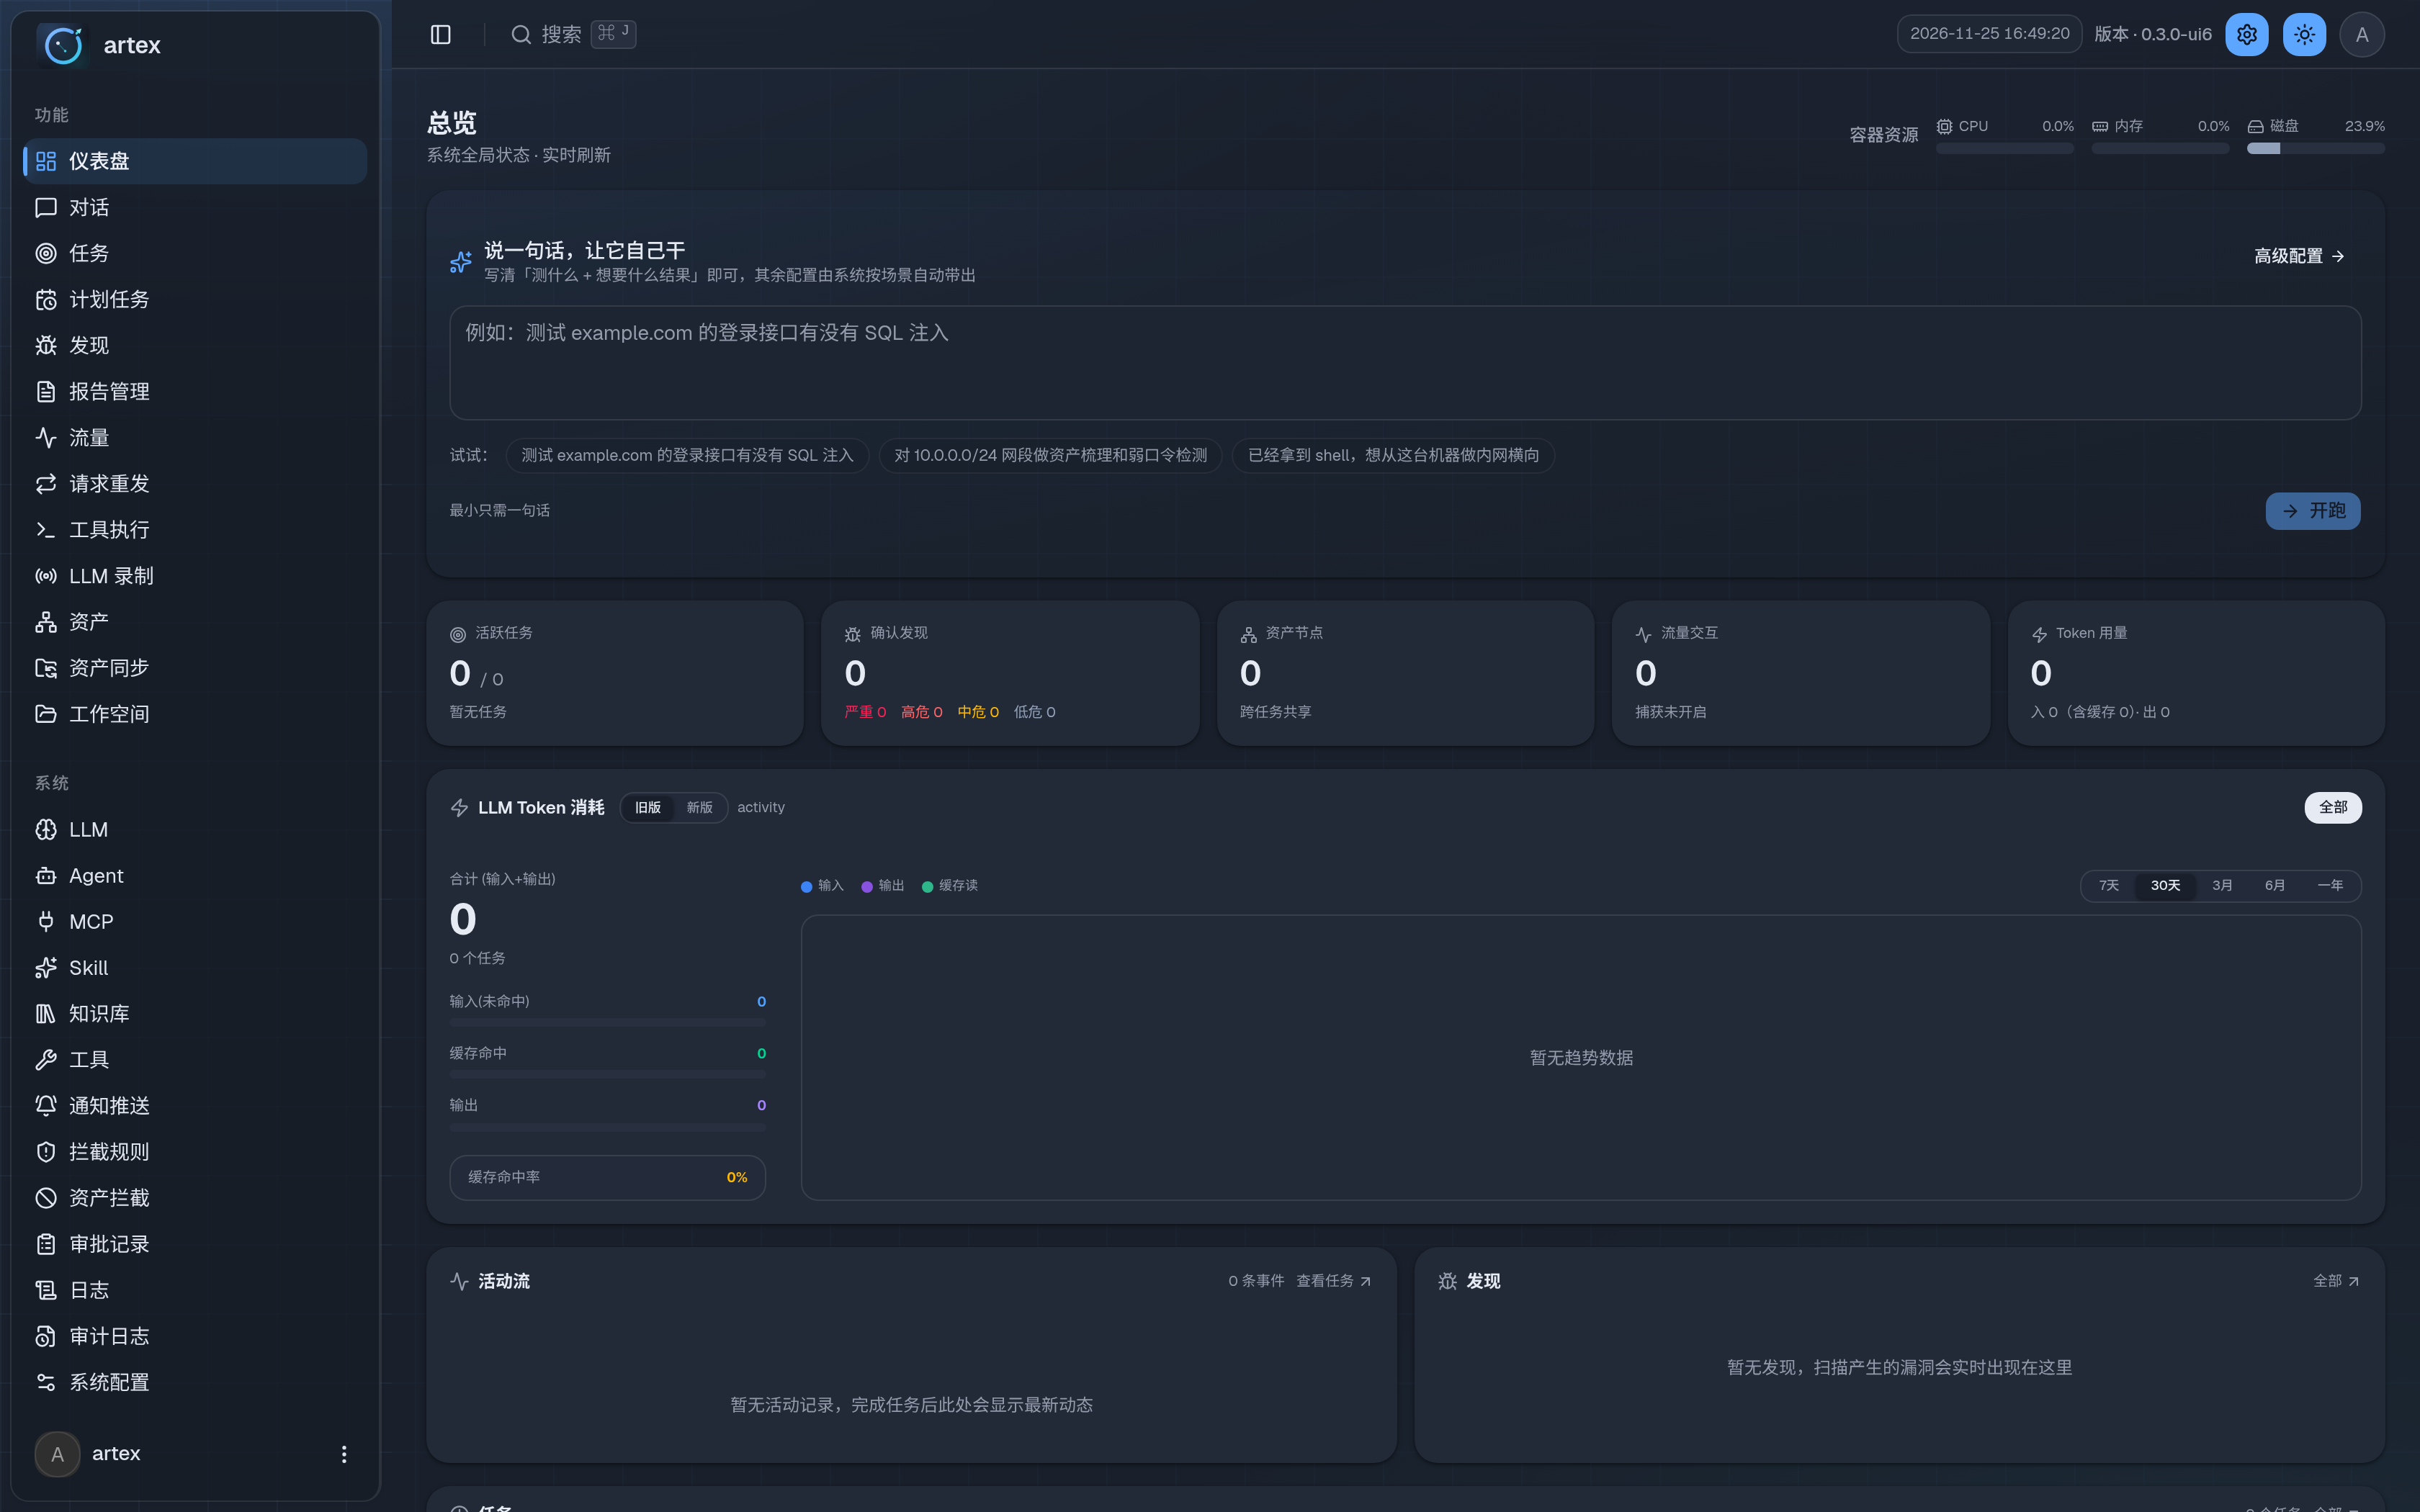 artex
功能
仪表盘
对话
任务
计划任务
发现
报告管理
流量
请求重发
工具执行
LLM 录制
资产
资产同步
工作空间
系统
LLM
Agent
MCP
Skill
知识库
工具
通知推送
拦截规则
资产拦截
审批记录
日志
审计日志
系统配置
A artex
搜索 ⌘ J
2026-11-25 16:49:20 版本 · 0.3.0-ui6 A
总览
系统全局状态 · 实时刷新
容器资源 CPU 0.0% 内存 0.0% 磁盘 23.9%
说一句话，让它自己干
写清「测什么 + 想要什么结果」即可，其余配置由系统按场景自动带出
高级配置 →
例如：测试 example.com 的登录接口有没有 SQL 注入
试试： 测试 example.com 的登录接口有没有 SQL 注入 对 10.0.0.0/24 网段做资产梳理和弱口令检测 已经拿到 shell，想从这台机器做内网横向
最小只需一句话
→ 开跑
活跃任务
0 / 0
暂无任务
确认发现
0
严重 0 高危 0 中危 0 低危 0
资产节点
0
跨任务共享
流量交互
0
捕获未开启
Token 用量
0
入 0（含缓存 0）· 出 0
LLM Token 消耗 旧版 新版 activity 全部
合计 (输入+输出)
0
0 个任务
输入(未命中) 0
缓存命中 0
输出 0
缓存命中率 0%
输入 输出 缓存读 7天 30天 3月 6月 一年
暂无趋势数据
活动流 0 条事件 查看任务
暂无活动记录，完成任务后此处会显示最新动态
发现 全部
暂无发现，扫描产生的漏洞会实时出现在这里